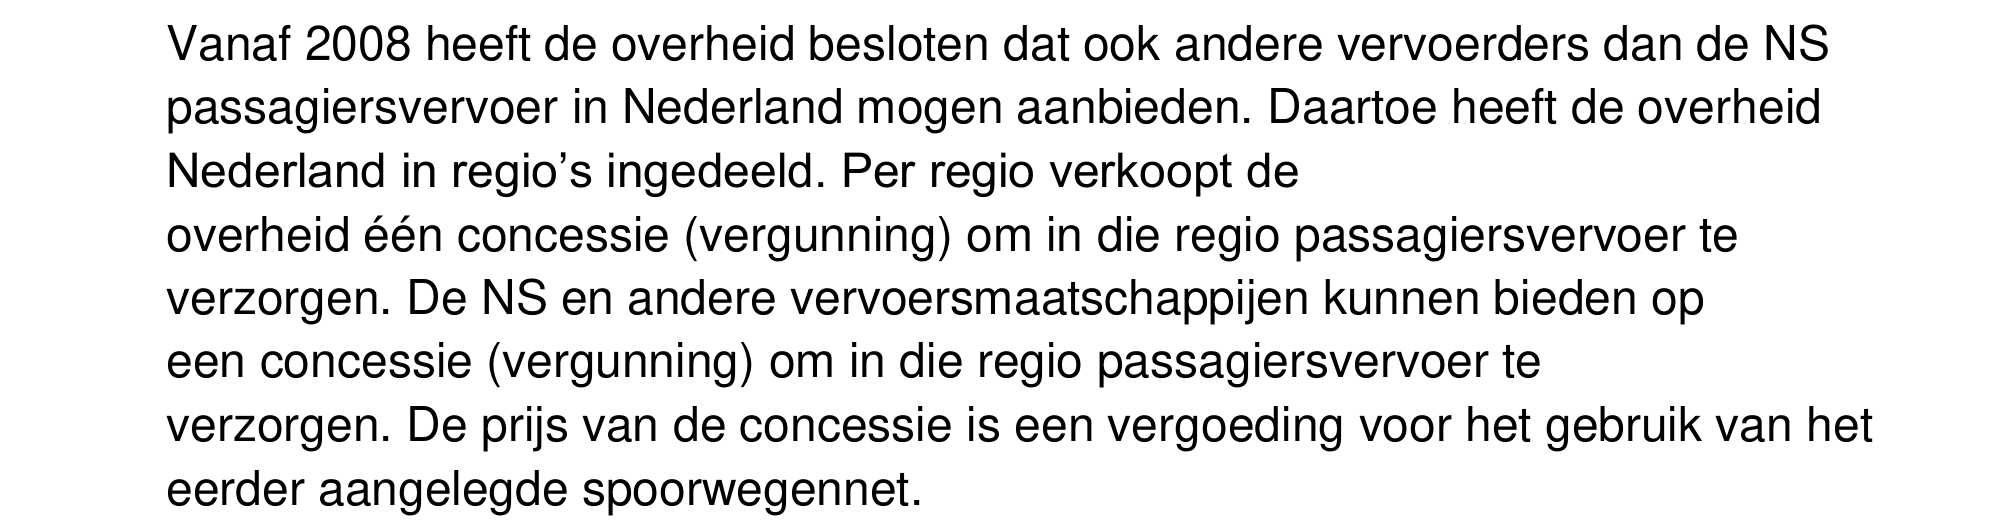 Vanaf 2008 heeft de overheid besloten dat ook andere vervoerders dan de NS
passagiersvervoer in Nederland mogen aanbieden. Daartoe heeft de overheid
Nederland in regio’s ingedeeld. Per regio verkoopt de
overheid één concessie (vergunning) om in die regio passagiersvervoer te
verzorgen. De NS en andere vervoersmaatschappijen kunnen bieden op
een concessie (vergunning) om in die regio passagiersvervoer te
verzorgen. De prijs van de concessie is een vergoeding voor het gebruik van het
eerder aangelegde spoorwegennet.